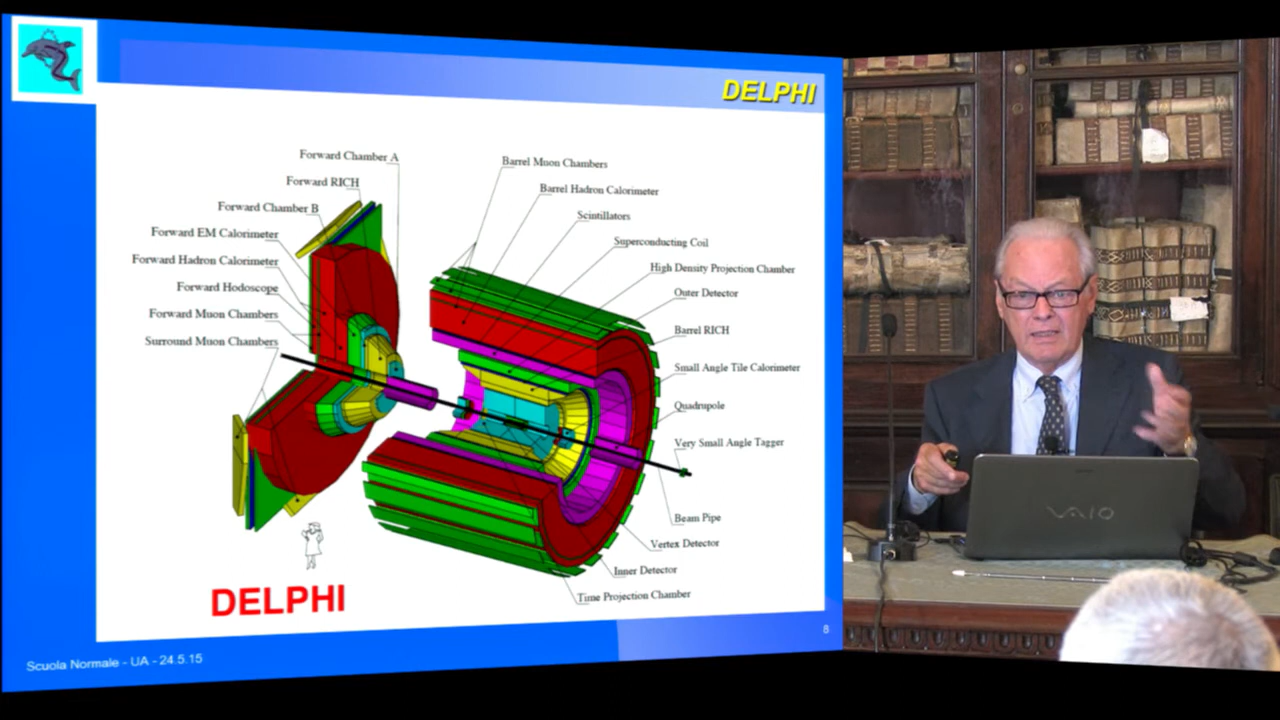 DELPHI
Forward Chamber A
Forward RICH
Forward Chamber B
Forward EM Calorimeter
Forward Hadron Calorimeter
Forward Hodoscope
Forward Muon Chambers
Surround Muon Chambers
Barrel Muon Chambers
Barrel Hadron Calorimeter
Scintillators
Superconducting Coil
High Density Projection Chamber
Outer Detector
Barrel RICH
Small Angle Tile Calorimeter
Quadrupole
Very Small Angle Tagger
Beam Pipe
Vertex Detector
Inner Detector
Time Projection Chamber
DELPHI
8
Scuola Normale - UA - 24.5.15
VAIO